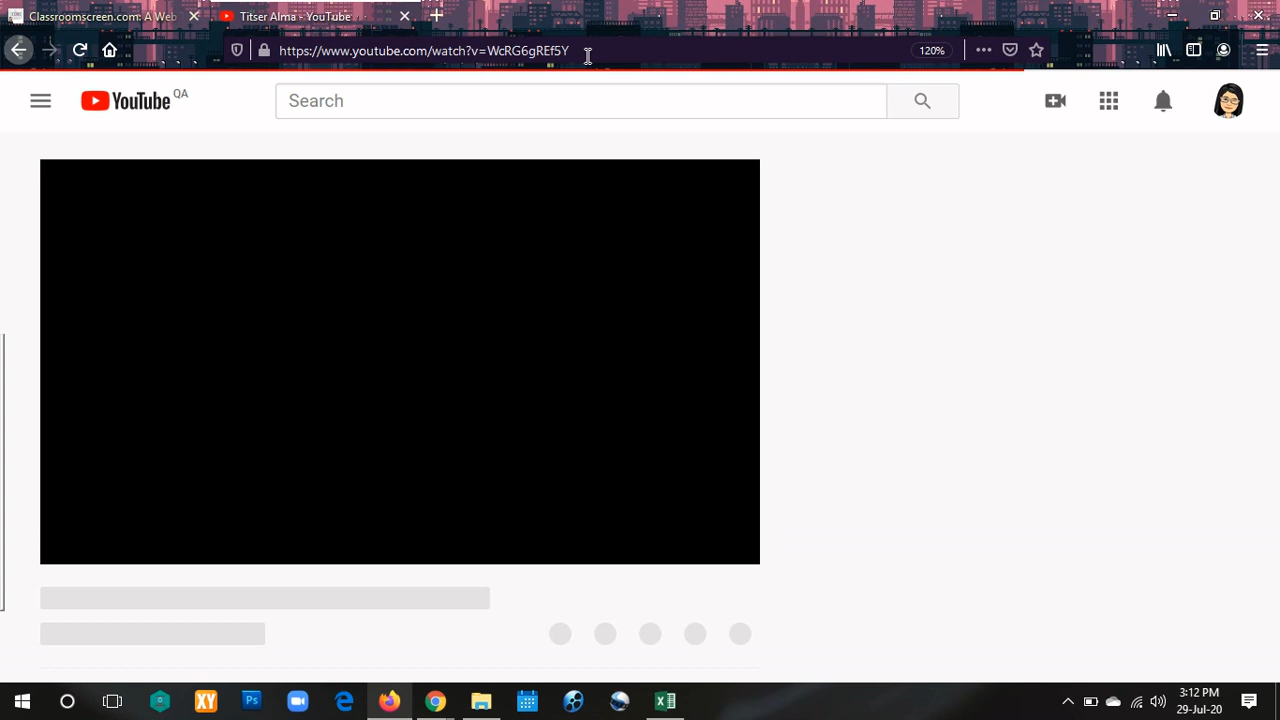 Classroomscreen.com: A Web
Titser Alma - YouTube
https://www.youtube.com/watch?v=WcRG6gREf5Y
120%
YouTube QA
Search
XY
Ps
3:12 PM
29-Jul-20